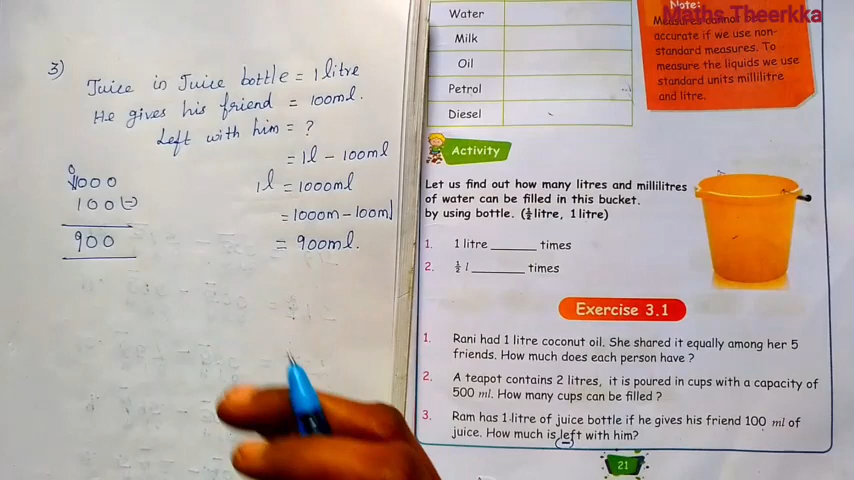 3)
Juice in Juice bottle = 1 litre
He gives his friend = 100ml.
Left with him = ?
= 1l - 100ml
1l = 1000ml
= 1000m - 100ml
= 900ml.
0
1000
100(-)
900
Water
Milk
Oil
Petrol
Diesel
Maths Theerkka
Note:
Measures cannot be
accurate if we use non-
standard measures. To
measure the liquids we use
standard units millilitre
and litre.
Activity
Let us find out how many litres and millilitres
of water can be filled in this bucket.
by using bottle. (½ litre, 1 litre)
1. 1 litre ______ times
2. ½ l ______ times
Exercise 3.1
1. Rani had 1 litre coconut oil. She shared it equally among her 5
friends. How much does each person have ?
2. A teapot contains 2 litres, it is poured in cups with a capacity of
500 ml. How many cups can be filled ?
3. Ram has 1 litre of juice bottle if he gives his friend 100 ml of
juice. How much is left with him?
21